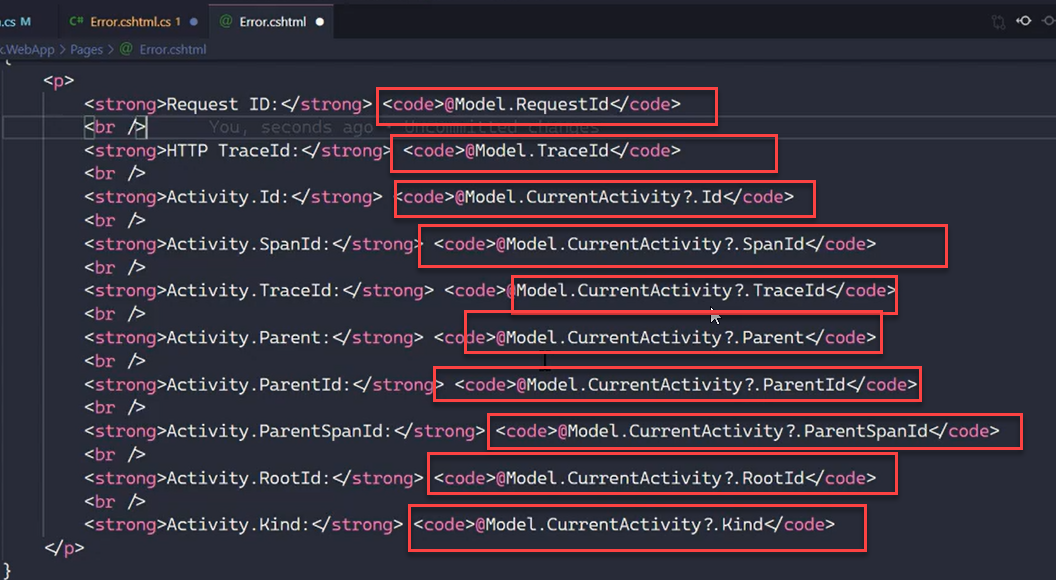 .cs M
C# Error.cshtml.cs 1
@ Error.cshtml
k.WebApp > Pages > @ Error.cshtml
{
<p>
<strong>Request ID:</strong> <code>@Model.RequestId</code>
<br /> You, seconds ago • Uncommitted changes
<strong>HTTP TraceId:</strong> <code>@Model.TraceId</code>
<br />
<strong>Activity.Id:</strong> <code>@Model.CurrentActivity?.Id</code>
<br />
<strong>Activity.SpanId:</strong> <code>@Model.CurrentActivity?.SpanId</code>
<br />
<strong>Activity.TraceId:</strong> <code>@Model.CurrentActivity?.TraceId</code>
<br />
<strong>Activity.Parent:</strong> <code>@Model.CurrentActivity?.Parent</code>
<br />
<strong>Activity.ParentId:</strong> <code>@Model.CurrentActivity?.ParentId</code>
<br />
<strong>Activity.ParentSpanId:</strong> <code>@Model.CurrentActivity?.ParentSpanId</code>
<br />
<strong>Activity.RootId:</strong> <code>@Model.CurrentActivity?.RootId</code>
<br />
<strong>Activity.Kind:</strong> <code>@Model.CurrentActivity?.Kind</code>
</p>
}